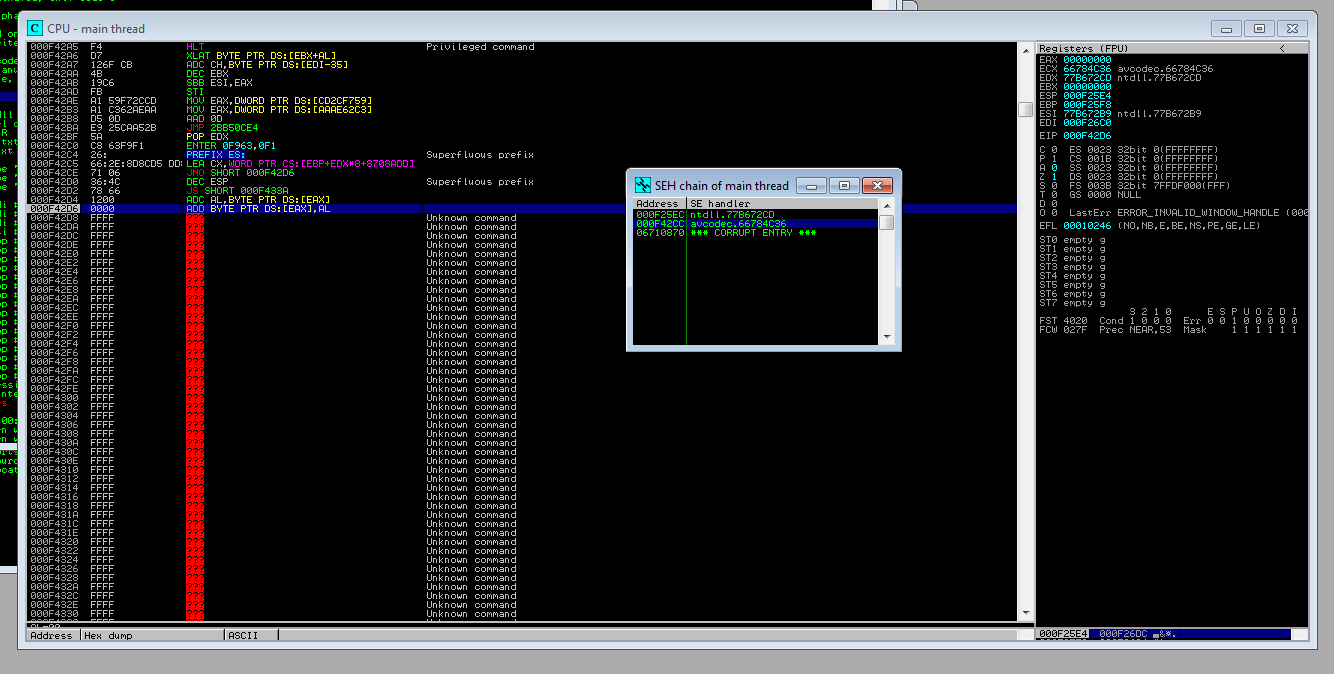 CPU - main thread
000F42A5 F4 HLT Privileged command
000F42A6 D7 XLAT BYTE PTR DS:[EBX+AL]
000F42A7 126F CB ADC CH,BYTE PTR DS:[EDI-35]
000F42AA 4B DEC EBX
000F42AB 19C6 SBB ESI,EAX
000F42AD FB STI
000F42AE A1 59F72CCD MOV EAX,DWORD PTR DS:[CD2CF759]
000F42B3 A1 C362AEAA MOV EAX,DWORD PTR DS:[AAAE62C3]
000F42B8 D5 0D AAD 0D
000F42BA E9 25CAA52B JMP 2BB50CE4
000F42BF 5A POP EDX
000F42C0 C8 63F9F1 ENTER 0F963,0F1
000F42C4 26: PREFIX ES: Superfluous prefix
000F42C5 66:2E:8D8CD5 DD: LEA CX,WORD PTR CS:[EBP+EDX*8+8708ADD]
000F42CE 71 06 JNO SHORT 000F42D6
000F42D0 36:4C DEC ESP Superfluous prefix
000F42D2 78 66 JS SHORT 000F433A
000F42D4 1200 ADC AL,BYTE PTR DS:[EAX]
000F42D6 0000 ADD BYTE PTR DS:[EAX],AL
000F42D8 FFFF ??? Unknown command
000F42DA FFFF ??? Unknown command
000F42DC FFFF ??? Unknown command
000F42DE FFFF ??? Unknown command
000F42E0 FFFF ??? Unknown command
000F42E2 FFFF ??? Unknown command
000F42E4 FFFF ??? Unknown command
000F42E6 FFFF ??? Unknown command
000F42E8 FFFF ??? Unknown command
000F42EA FFFF ??? Unknown command
000F42EC FFFF ??? Unknown command
000F42EE FFFF ??? Unknown command
000F42F0 FFFF ??? Unknown command
000F42F2 FFFF ??? Unknown command
000F42F4 FFFF ??? Unknown command
000F42F6 FFFF ??? Unknown command
000F42F8 FFFF ??? Unknown command
000F42FA FFFF ??? Unknown command
000F42FC FFFF ??? Unknown command
000F42FE FFFF ??? Unknown command
000F4300 FFFF ??? Unknown command
000F4302 FFFF ??? Unknown command
000F4304 FFFF ??? Unknown command
000F4306 FFFF ??? Unknown command
000F4308 FFFF ??? Unknown command
000F430A FFFF ??? Unknown command
000F430C FFFF ??? Unknown command
000F430E FFFF ??? Unknown command
000F4310 FFFF ??? Unknown command
000F4312 FFFF ??? Unknown command
000F4314 FFFF ??? Unknown command
000F4316 FFFF ??? Unknown command
000F4318 FFFF ??? Unknown command
000F431A FFFF ??? Unknown command
000F431C FFFF ??? Unknown command
000F431E FFFF ??? Unknown command
000F4320 FFFF ??? Unknown command
000F4322 FFFF ??? Unknown command
000F4324 FFFF ??? Unknown command
000F4326 FFFF ??? Unknown command
000F4328 FFFF ??? Unknown command
000F432A FFFF ??? Unknown command
000F432C FFFF ??? Unknown command
000F432E FFFF ??? Unknown command
000F4330 FFFF ??? Unknown command
Address Hex dump ASCII
SEH chain of main thread
Address SE handler
000F25EC ntdll.77B672CD
000F42CC avcodec.66784C36
06710870 *** CORRUPT ENTRY ***
Registers (FPU) <
EAX 00000000
ECX 66784C36 avcodec.66784C36
EDX 77B672CD ntdll.77B672CD
EBX 00000000
ESP 000F25E4
EBP 000F25F8
ESI 77B672B9 ntdll.77B672B9
EDI 000F26C0
EIP 000F42D6
C 0 ES 0023 32bit 0(FFFFFFFF)
P 1 CS 001B 32bit 0(FFFFFFFF)
A 0 SS 0023 32bit 0(FFFFFFFF)
Z 1 DS 0023 32bit 0(FFFFFFFF)
S 0 FS 003B 32bit 7FFDF000(FFF)
T 0 GS 0000 NULL
D 0
O 0 LastErr ERROR_INVALID_WINDOW_HANDLE (000
EFL 00010246 (NO,NB,E,BE,NS,PE,GE,LE)
ST0 empty g
ST1 empty g
ST2 empty g
ST3 empty g
ST4 empty g
ST5 empty g
ST6 empty g
ST7 empty g
3 2 1 0 E S P U O Z D I
FST 4020 Cond 1 0 0 0 Err 0 0 1 0 0 0 0 0
FCW 027F Prec NEAR,53 Mask 1 1 1 1 1 1
000F25E4 000F26DC